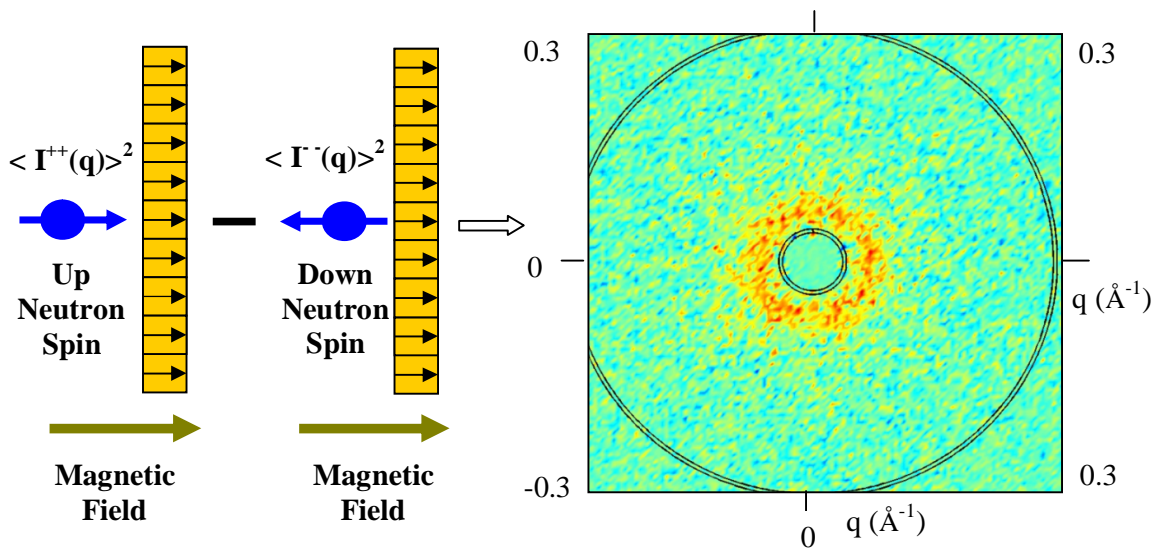 < I⁺⁺(q)>²
Up
Neutron
Spin
Magnetic
Field
< I⁻ ⁻(q)>²
Down
Neutron
Spin
Magnetic
Field
0.3
0.3
0
q (Å⁻¹)
-0.3
0.3
0
q (Å⁻¹)